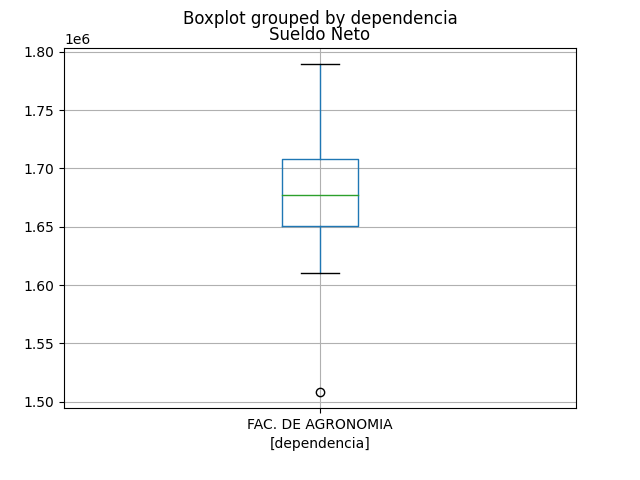 Boxplot grouped by dependencia
Sueldo Neto
1e6
1.80
1.75
1.70
1.65
1.60
1.55
1.50
FAC. DE AGRONOMIA
[dependencia]